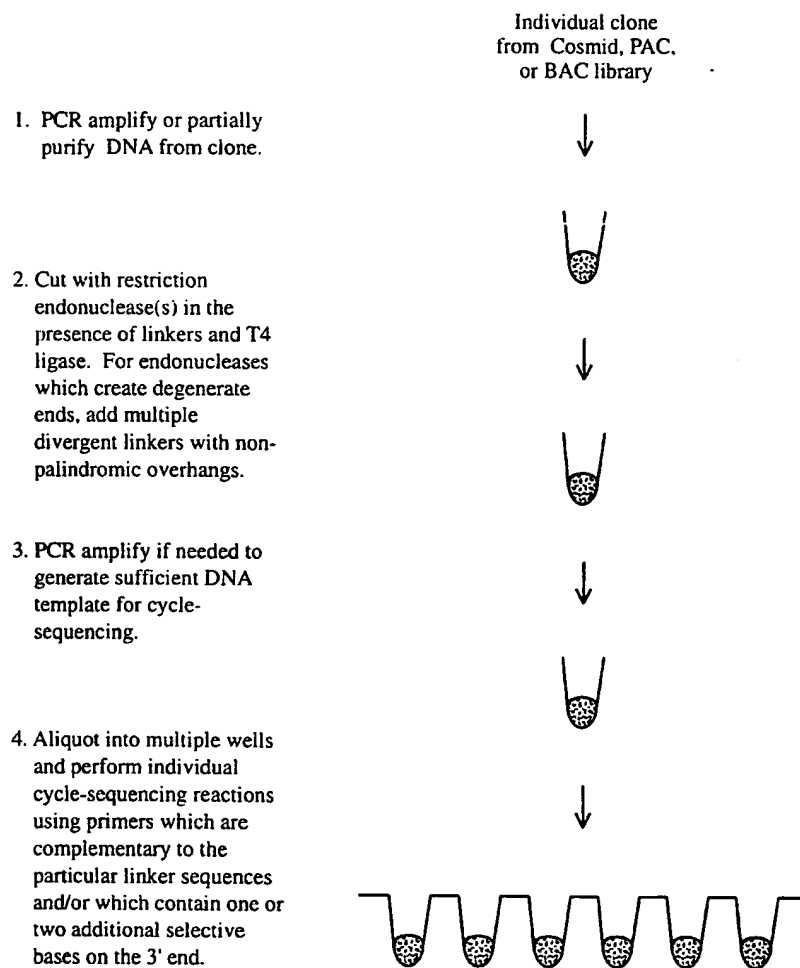 Individual clone
from Cosmid, PAC,
or BAC library
1. PCR amplify or partially
purify DNA from clone.
2. Cut with restriction
endonuclease(s) in the
presence of linkers and T4
ligase. For endonucleases
which create degenerate
ends, add multiple
divergent linkers with non-
palindromic overhangs.
3. PCR amplify if needed to
generate sufficient DNA
template for cycle-
sequencing.
4. Aliquot into multiple wells
and perform individual
cycle-sequencing reactions
using primers which are
complementary to the
particular linker sequences
and/or which contain one or
two additional selective
bases on the 3' end.